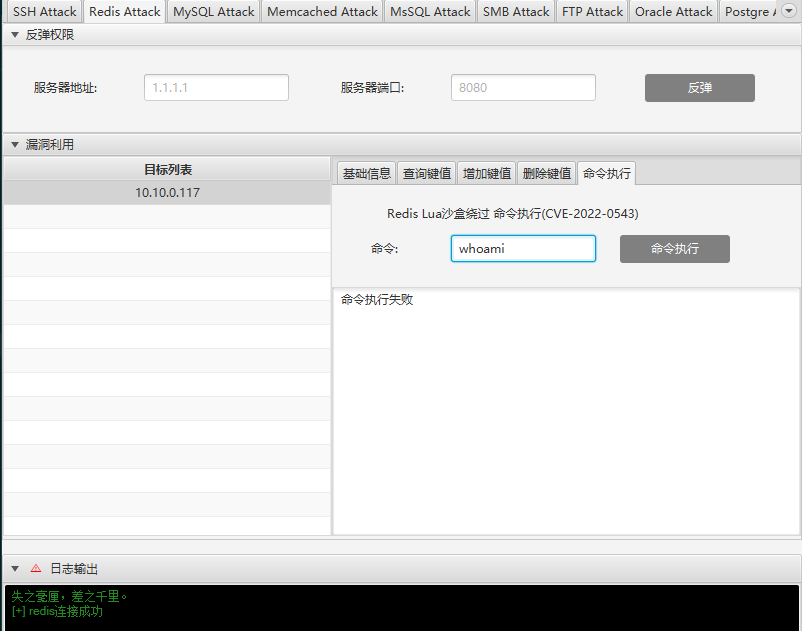 SSH Attack Redis Attack MySQL Attack Memcached Attack MsSQL Attack SMB Attack FTP Attack Oracle Attack Postgre
反弹权限
服务器地址: 1.1.1.1 服务器端口: 8080 反弹
漏洞利用
目标列表
10.10.0.117
基础信息 查询键值 增加键值 删除键值 命令执行
Redis Lua沙盒绕过 命令执行(CVE-2022-0543)
命令: whoami 命令执行
命令执行失败
日志输出
失之毫厘，差之千里。
[+] redis连接成功